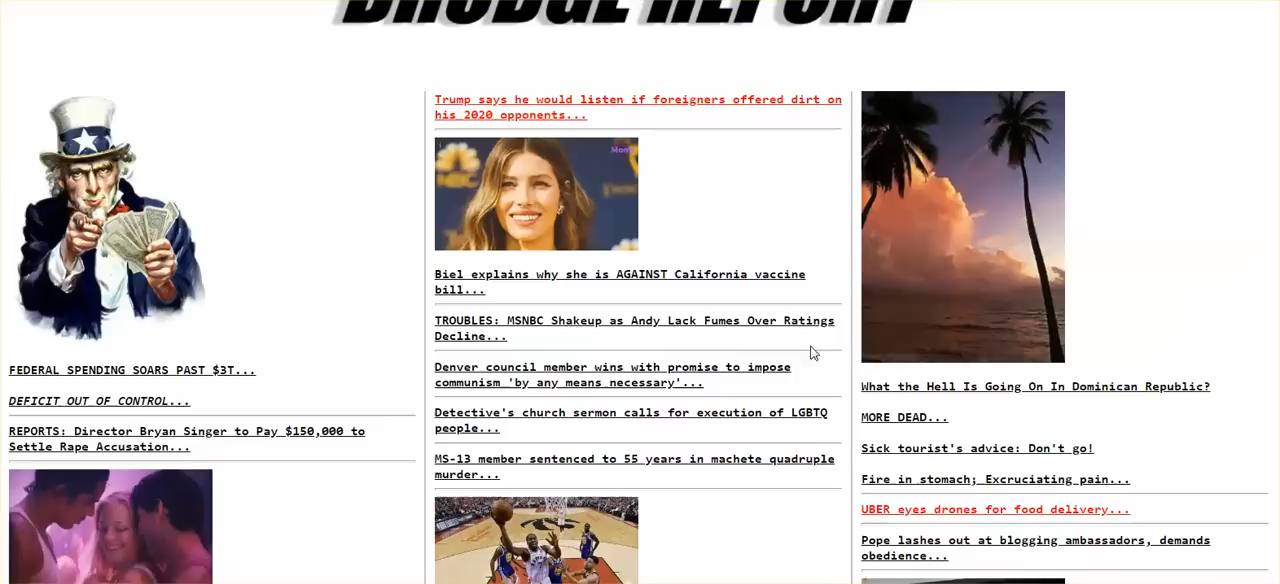 DRUDGE REPORT
FEDERAL SPENDING SOARS PAST $3T...
DEFICIT OUT OF CONTROL...
REPORTS: Director Bryan Singer to Pay $150,000 to
Settle Rape Accusation...
Trump says he would listen if foreigners offered dirt on
his 2020 opponents...
NBC
Mom
Biel explains why she is AGAINST California vaccine
bill...
TROUBLES: MSNBC Shakeup as Andy Lack Fumes Over Ratings
Decline...
Denver council member wins with promise to impose
communism 'by any means necessary'...
Detective's church sermon calls for execution of LGBTQ
people...
MS-13 member sentenced to 55 years in machete quadruple
murder...
What the Hell Is Going On In Dominican Republic?
MORE DEAD...
Sick tourist's advice: Don't go!
Fire in stomach; Excruciating pain...
UBER eyes drones for food delivery...
Pope lashes out at blogging ambassadors, demands
obedience...